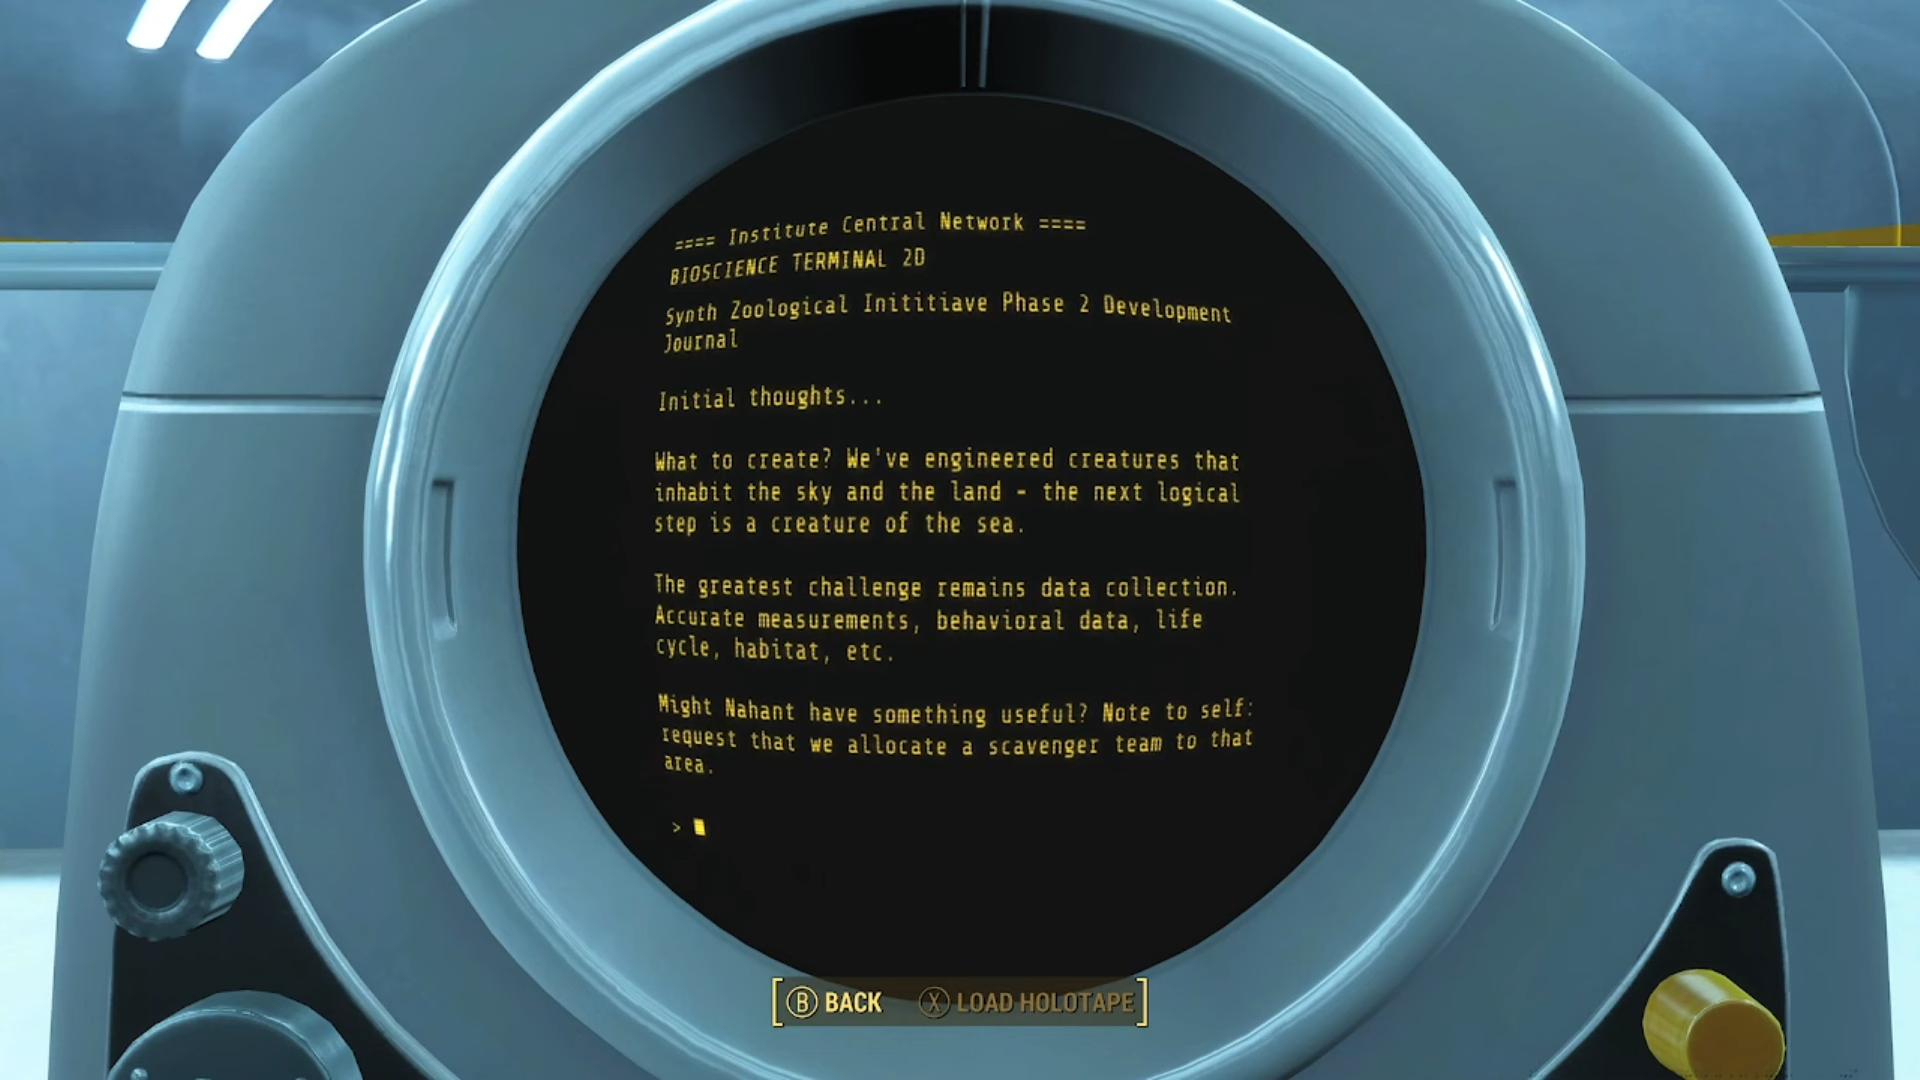 ==== Institute Central Network ====
BIOSCIENCE TERMINAL 2D
Synth Zoological Inititiave Phase 2 Development
Journal
Initial thoughts...
What to create? We've engineered creatures that
inhabit the sky and the land - the next logical
step is a creature of the sea.
The greatest challenge remains data collection.
Accurate measurements, behavioral data, life
cycle, habitat, etc.
Might Nahant have something useful? Note to self:
request that we allocate a scavenger team to that
area.
>
B BACK X LOAD HOLOTAPE